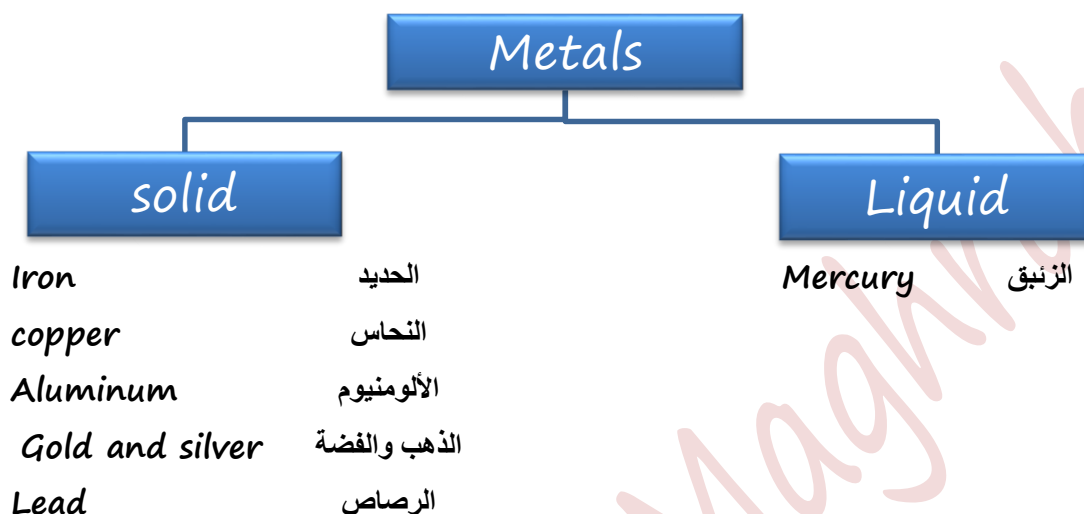 Metals
solid
Liquid
Iron الحديد
Mercury الزئبق
copper النحاس
Aluminum الألومنيوم
Gold and silver الذهب والفضة
Lead الرصاص